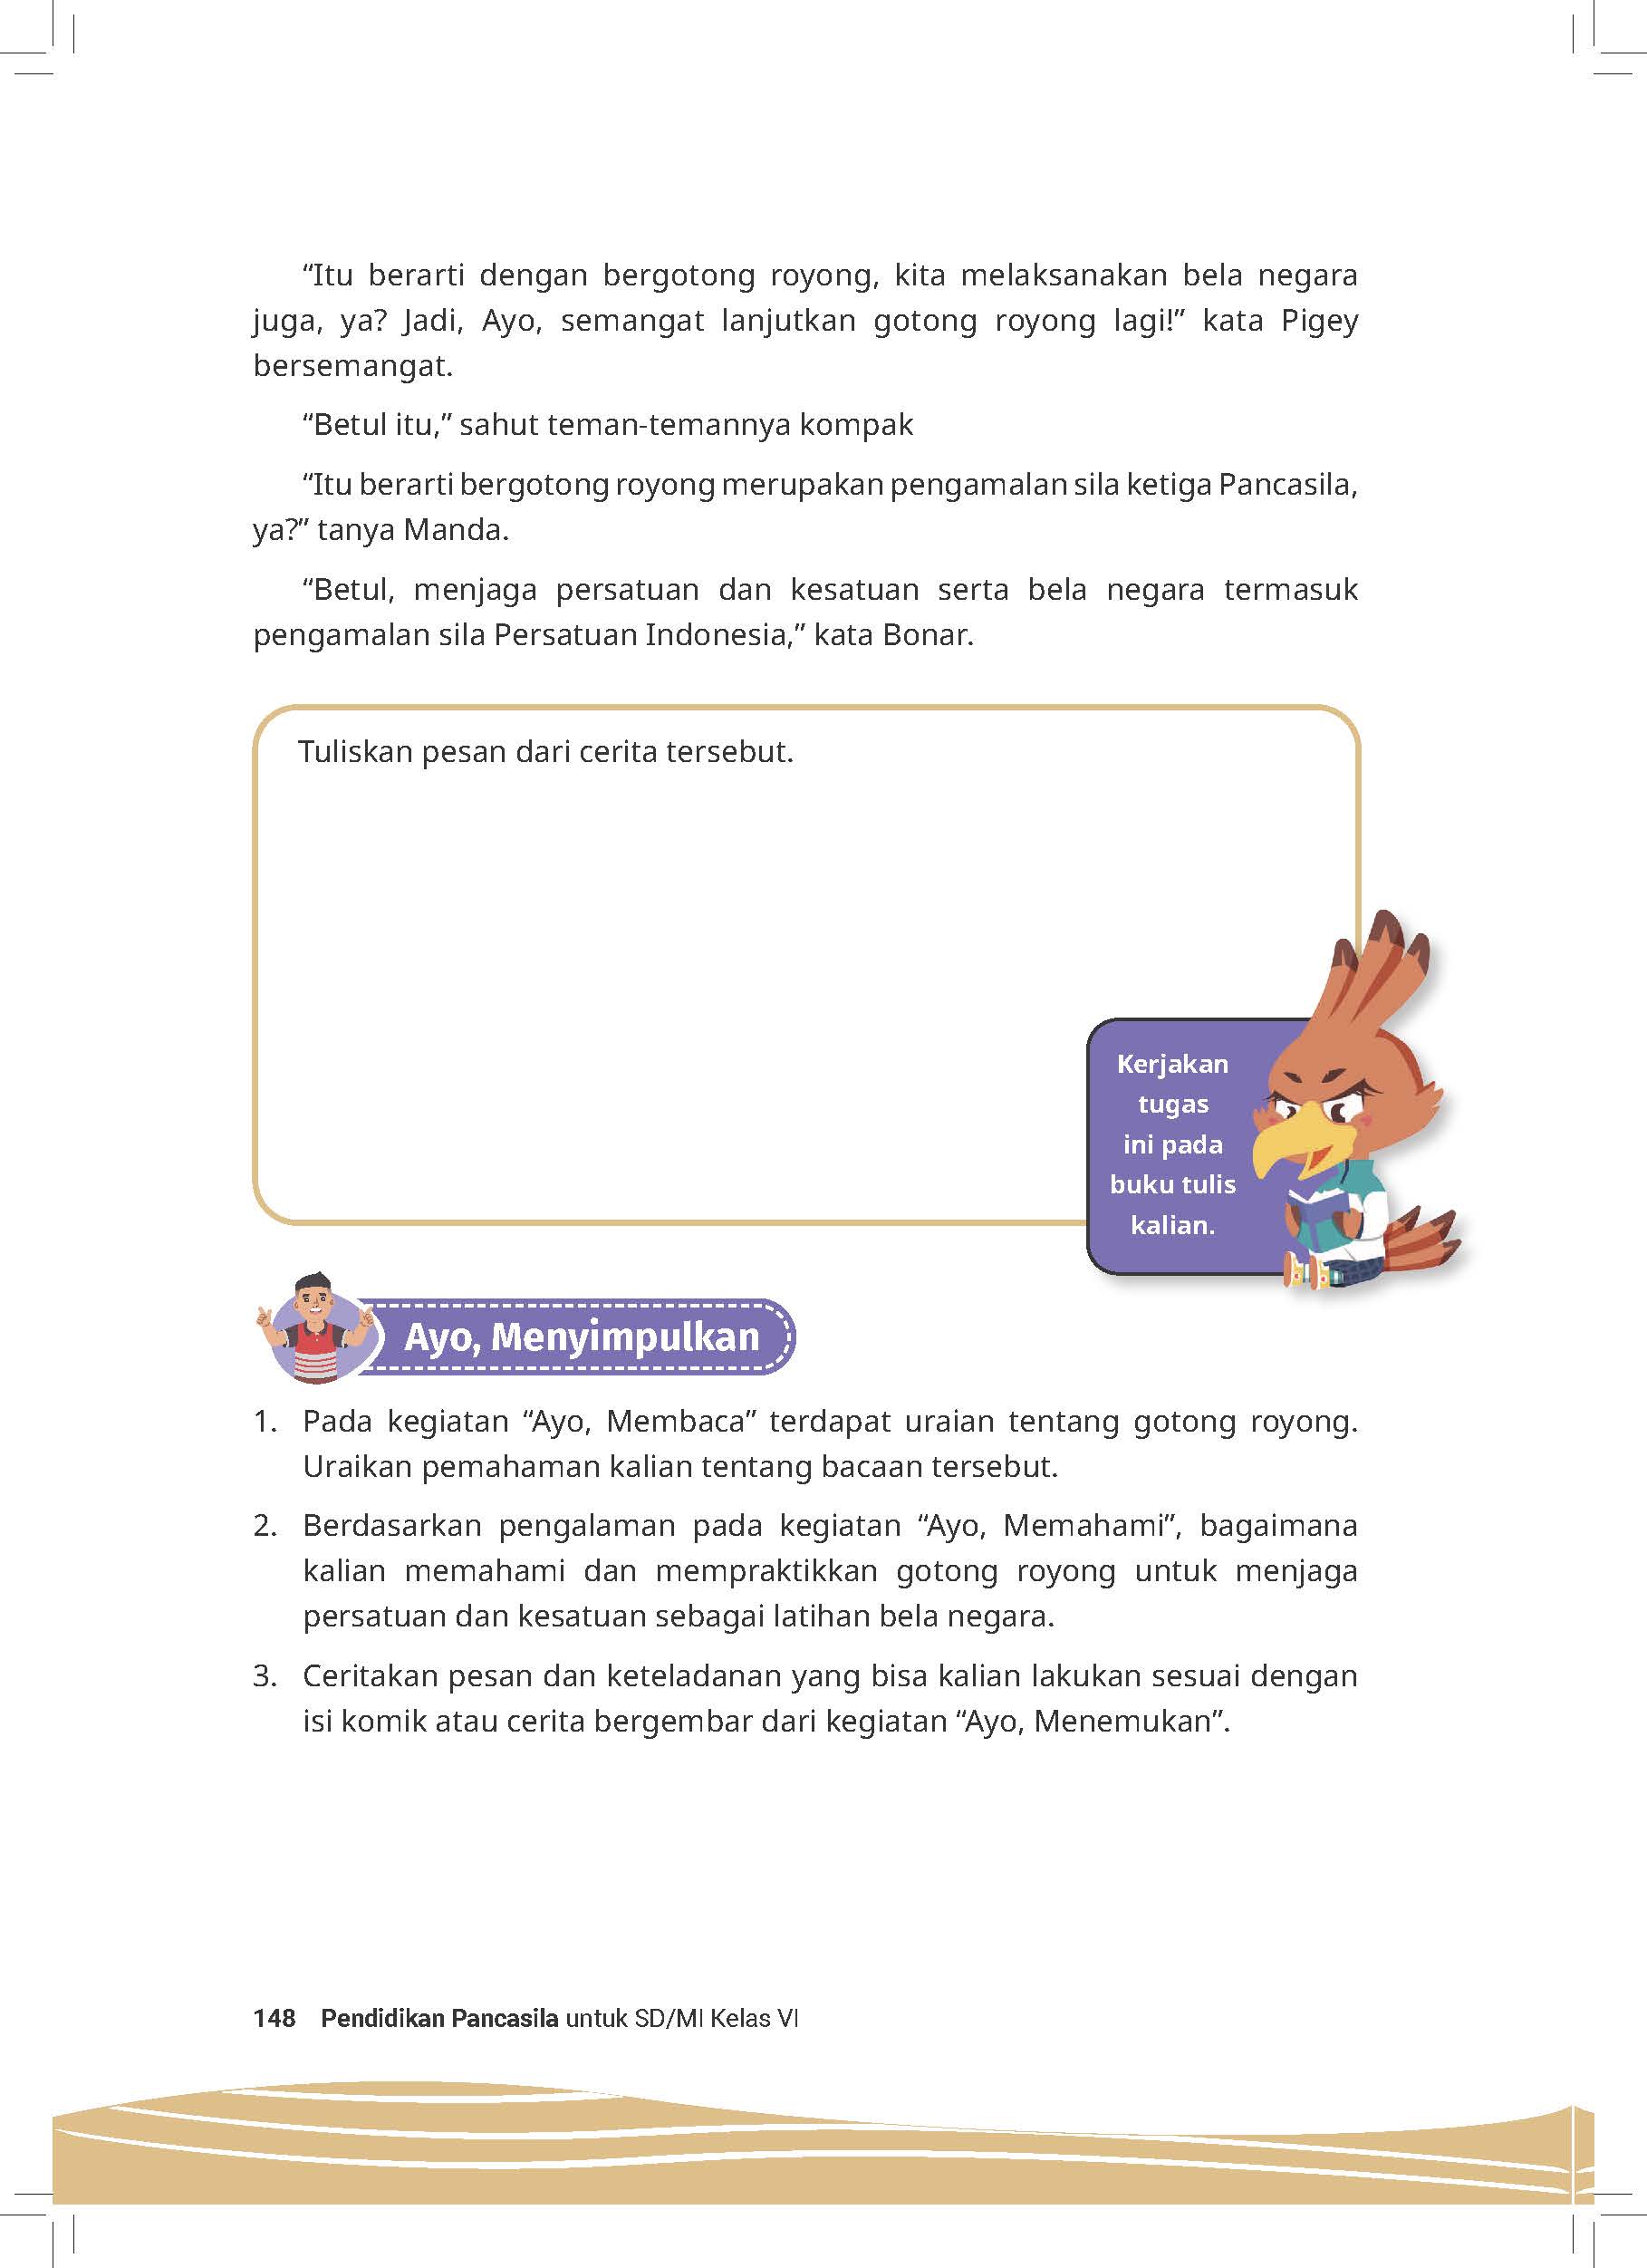 “Itu berarti dengan bergotong royong, kita melaksanakan bela negara
juga, ya? Jadi, Ayo, semangat lanjutkan gotong royong lagi!” kata Pigey
bersemangat.
“Betul itu,” sahut teman-temannya kompak
“Itu berarti bergotong royong merupakan pengamalan sila ketiga Pancasila,
ya?” tanya Manda.
“Betul, menjaga persatuan dan kesatuan serta bela negara termasuk
pengamalan sila Persatuan Indonesia,” kata Bonar.
Tuliskan pesan dari cerita tersebut.
Kerjakan
tugas
ini pada
buku tulis
kalian.
Ayo, Menyimpulkan
1. Pada kegiatan “Ayo, Membaca” terdapat uraian tentang gotong royong.
Uraikan pemahaman kalian tentang bacaan tersebut.
2. Berdasarkan pengalaman pada kegiatan “Ayo, Memahami”, bagaimana
kalian memahami dan mempraktikkan gotong royong untuk menjaga
persatuan dan kesatuan sebagai latihan bela negara.
3. Ceritakan pesan dan keteladanan yang bisa kalian lakukan sesuai dengan
isi komik atau cerita bergembar dari kegiatan “Ayo, Menemukan”.
148 Pendidikan Pancasila untuk SD/MI Kelas VI